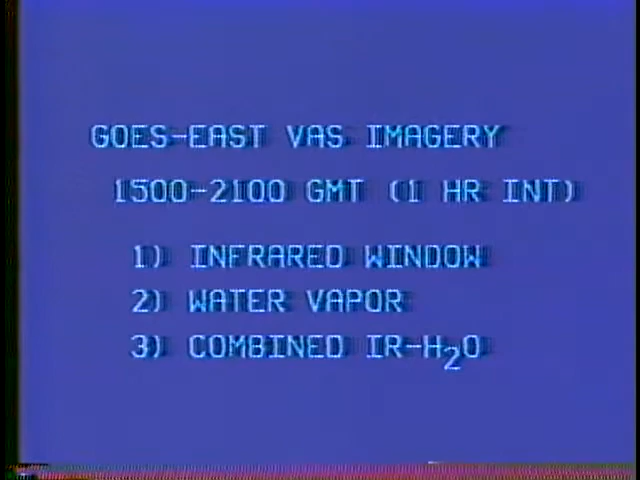 GOES-EAST VAS IMAGERY
1500-2100 GMT (1 HR INT)
1) INFRARED WINDOW
2) WATER VAPOR
3) COMBINED IR-H₂O